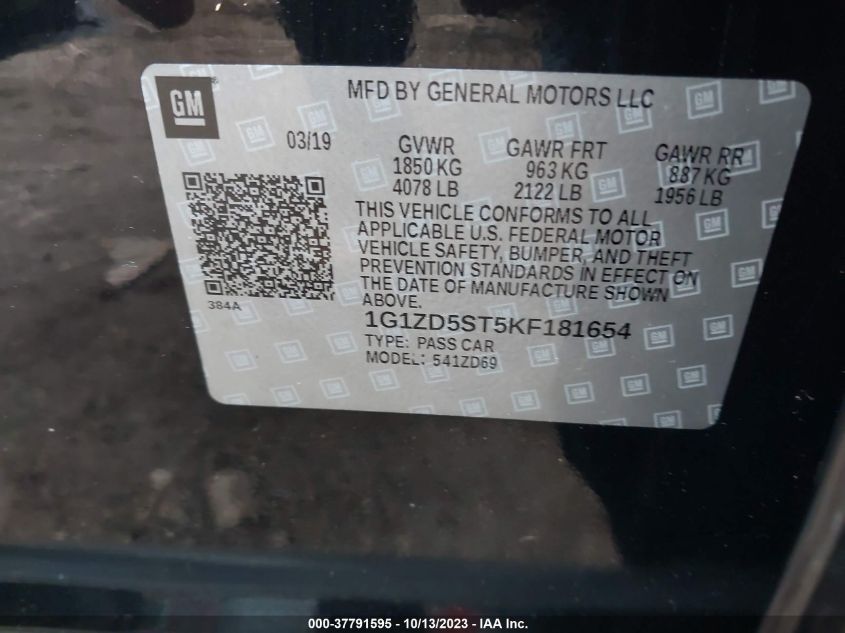 GM
MFD BY GENERAL MOTORS LLC
03/19
GVWR GAWR FRT GAWR RR
1850 KG 963 KG 887 KG
4078 LB 2122 LB 1956 LB
THIS VEHICLE CONFORMS TO ALL
APPLICABLE U.S. FEDERAL MOTOR
VEHICLE SAFETY, BUMPER, AND THEFT
PREVENTION STANDARDS IN EFFECT ON
THE DATE OF MANUFACTURE SHOWN
ABOVE.
384A
1G1ZD5ST5KF181654
TYPE: PASS CAR
MODEL: 541ZD69
000-37791595 - 10/13/2023 - IAA Inc.